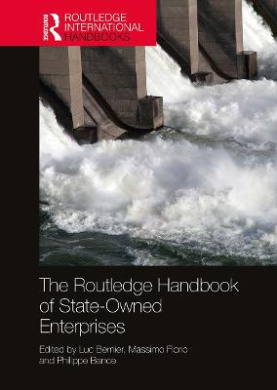 ROUTLEDGE
INTERNATIONAL
HANDBOOKS
ROUTLEDGE
The Routledge Handbook
of State-Owned
Enterprises
Edited by Luc Bernier, Massimo Florio
and Philippe Bance